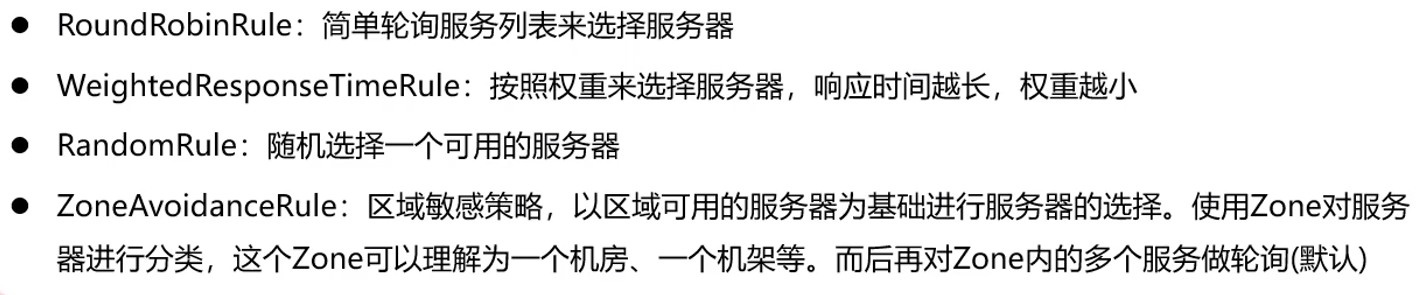 ● RoundRobinRule：简单轮询服务列表来选择服务器
● WeightedResponseTimeRule：按照权重来选择服务器，响应时间越长，权重越小
● RandomRule：随机选择一个可用的服务器
● ZoneAvoidanceRule：区域敏感策略，以区域可用的服务器为基础进行服务器的选择。使用Zone对服务
器进行分类，这个Zone可以理解为一个机房、一个机架等。而后再对Zone内的多个服务做轮询(默认)